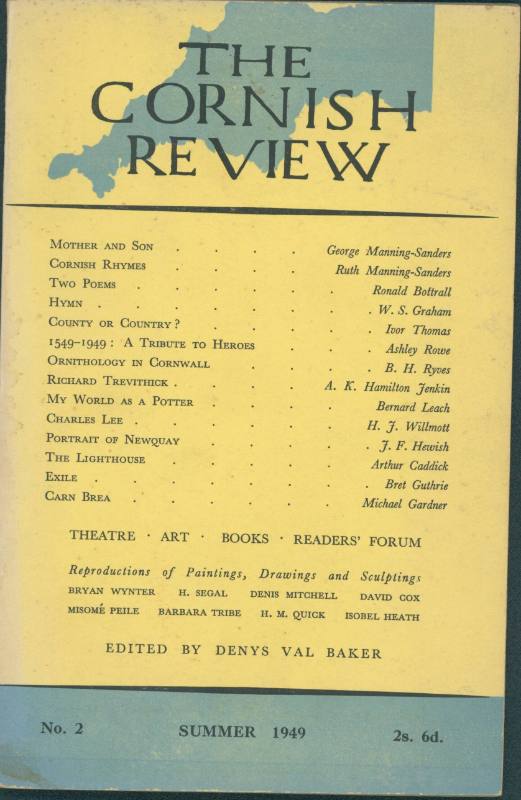 THE
CORNISH
REVIEW
Mother and Son . . . . George Manning-Sanders
Cornish Rhymes . . . . Ruth Manning-Sanders
Two Poems . . . . . . Ronald Bottrall
Hymn . . . . . . . W. S. Graham
County or Country? . . . . . Ivor Thomas
1549-1949: A Tribute to Heroes . . . Ashley Rowe
Ornithology in Cornwall . . . . B. H. Ryves
Richard Trevithick . . . . A. K. Hamilton Jenkin
My World as a Potter . . . . Bernard Leach
Charles Lee . . . . . . H. J. Willmott
Portrait of Newquay . . . . . J. F. Hewish
The Lighthouse . . . . . Arthur Caddick
Exile . . . . . . . Bret Guthrie
Carn Brea . . . . . . Michael Gardner
THEATRE · ART · BOOKS · READERS' FORUM
Reproductions of Paintings, Drawings and Sculptings
BRYAN WYNTER H. SEGAL DENIS MITCHELL DAVID COX
MISOMÉ PEILE BARBARA TRIBE H. M. QUICK ISOBEL HEATH
EDITED BY DENYS VAL BAKER
No. 2 SUMMER 1949 2s. 6d.